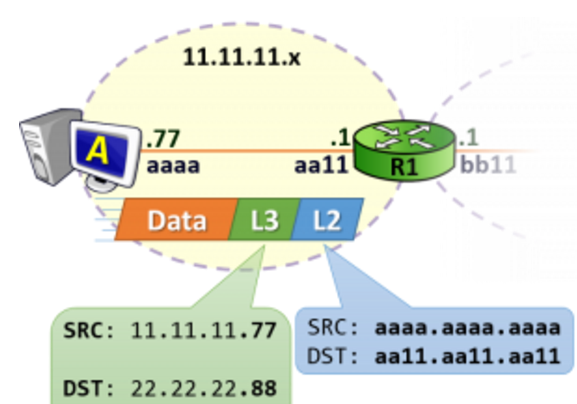 11.11.11.x
A
.77
.1
.1
aaaa
aa11
R1
bb11
Data
L3
L2
SRC: 11.11.11.77
DST: 22.22.22.88
SRC: aaaa.aaaa.aaaa
DST: aa11.aa11.aa11